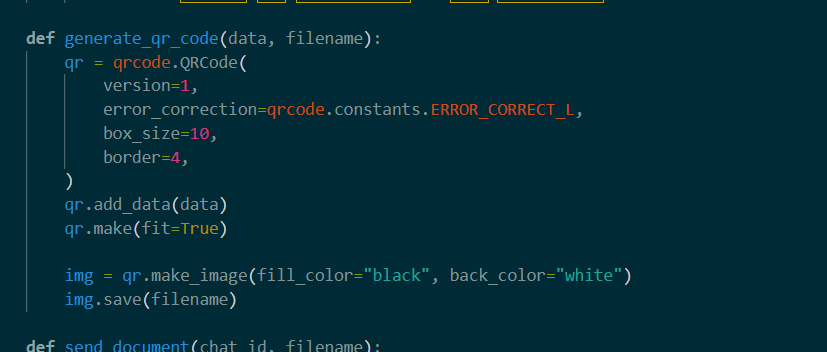 def generate_qr_code(data, filename):
    qr = qrcode.QRCode(
        version=1,
        error_correction=qrcode.constants.ERROR_CORRECT_L,
        box_size=10,
        border=4,
    )
    qr.add_data(data)
    qr.make(fit=True)
    img = qr.make_image(fill_color="black", back_color="white")
    img.save(filename)
def send_document(chat_id, filename):